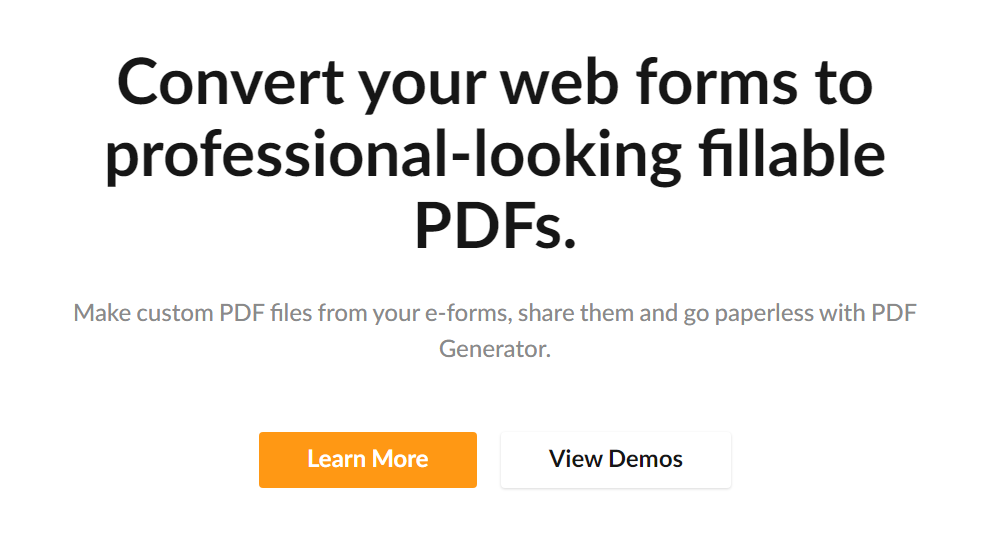 Convert your web forms to
professional-looking fillable
PDFs.
Make custom PDF files from your e-forms, share them and go paperless with PDF
Generator.
Learn More
View Demos